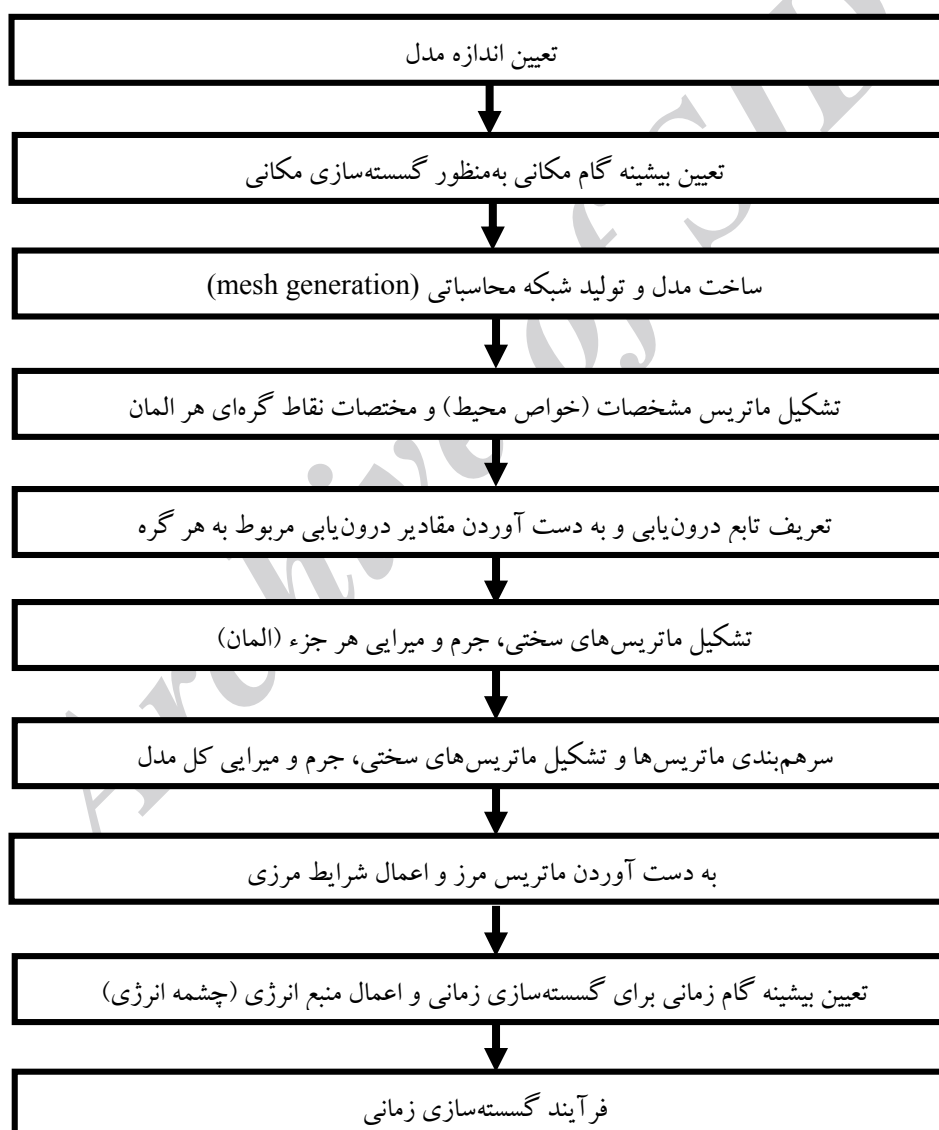 تعیین اندازه مدل
تعیین بیشینه گام مکانی به‌منظور گسسته‌سازی مکانی
ساخت مدل و تولید شبکه محاسباتی (mesh generation)
تشکیل ماتریس مشخصات (خواص محیط) و مختصات نقاط گره‌ای هر المان
تعریف تابع درون‌یابی و به دست آوردن مقادیر درون‌یابی مربوط به هر گره
تشکیل ماتریس‌های سختی، جرم و میرایی هر جزء (المان)
سرهم‌بندی ماتریس‌ها و تشکیل ماتریس‌های سختی، جرم و میرایی کل مدل
به دست آوردن ماتریس مرز و اعمال شرایط مرزی
تعیین بیشینه گام زمانی برای گسسته‌سازی زمانی و اعمال منبع انرژی (چشمه انرژی)
فرآیند گسسته‌سازی زمانی
Archive of SID